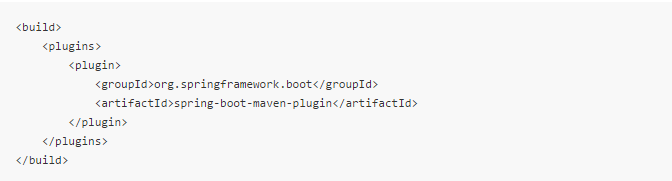 <build>
    <plugins>
        <plugin>
            <groupId>org.springframework.boot</groupId>
            <artifactId>spring-boot-maven-plugin</artifactId>
        </plugin>
    </plugins>
</build>